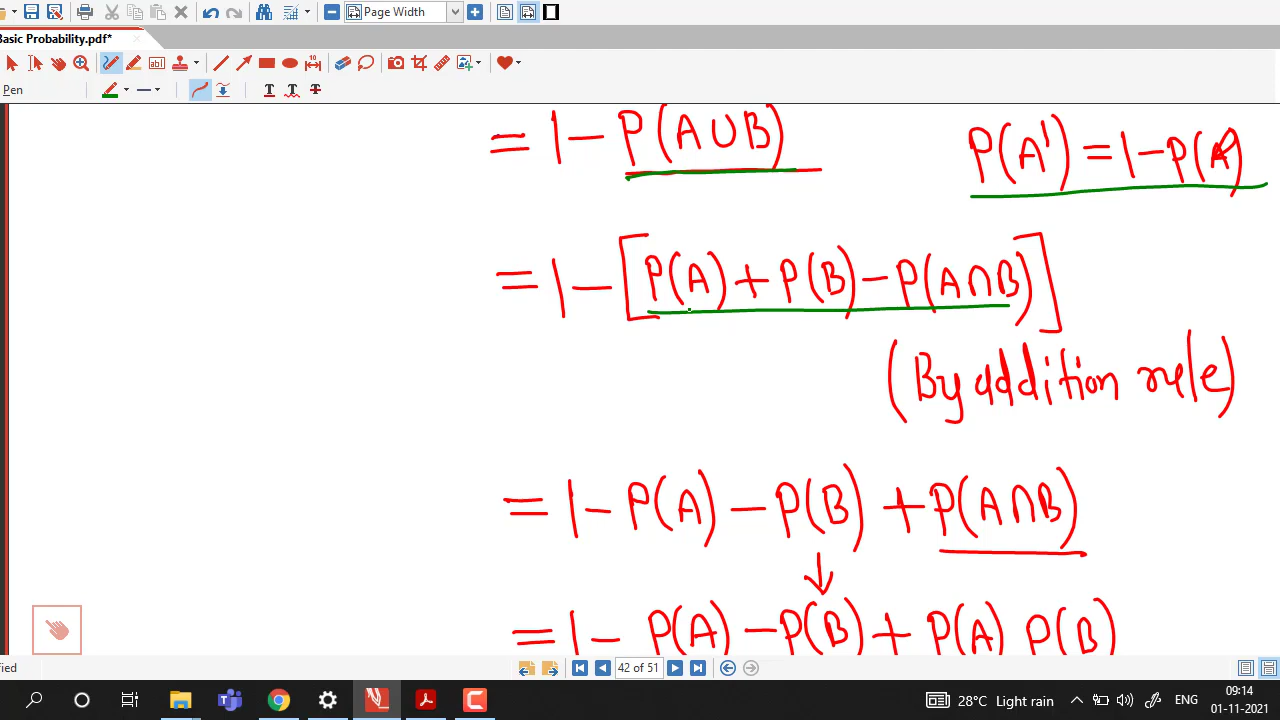 Page Width
Basic Probability.pdf*
Pen
= 1 - P(A∪B)
P(A') = 1 - P(A)
= 1 - [P(A) + P(B) - P(A∩B)]
(By addition rule)
= 1 - P(A) - P(B) + P(A∩B)
↓
= 1 - P(A) - P(B) + P(A) P(B)
fied
42 of 51
28°C Light rain
ENG
09:14
01-11-2021